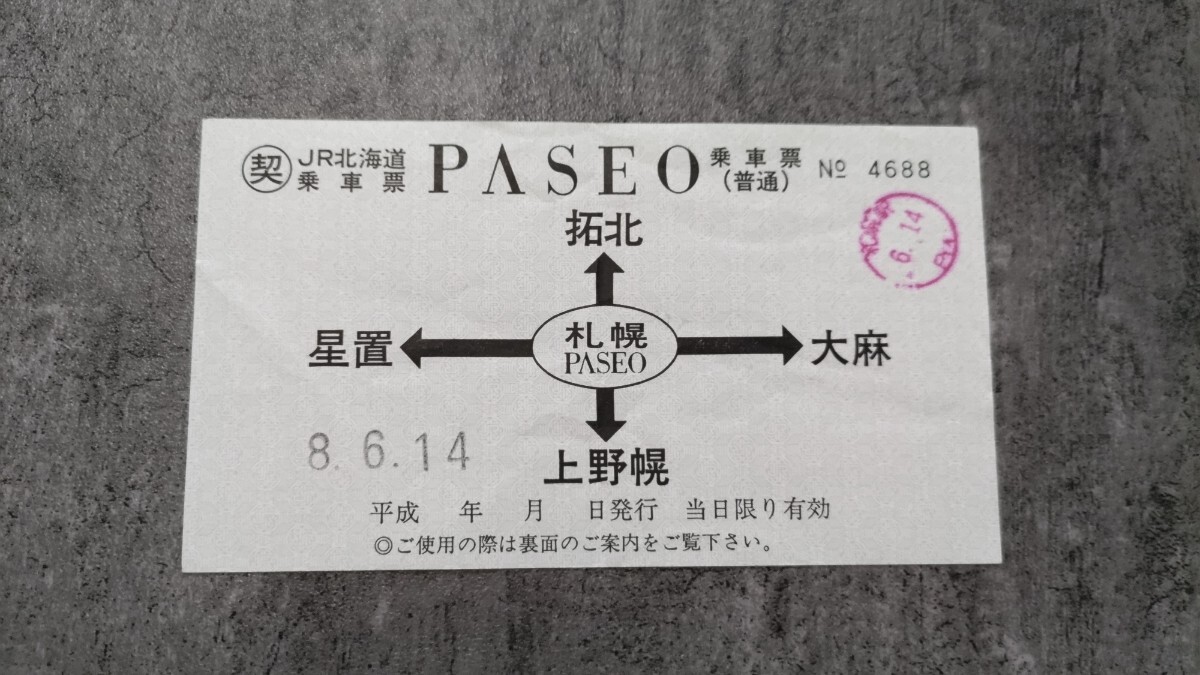 契 JR北海道 乗車票 PASEO 乗車票 (普通) № 4688
拓北
6. 14
星置 札幌 PASEO 大麻
8. 6. 14
上野幌
平成 年 月 日発行 当日限り有効
◎ご使用の際は裏面のご案内をご覧下さい。